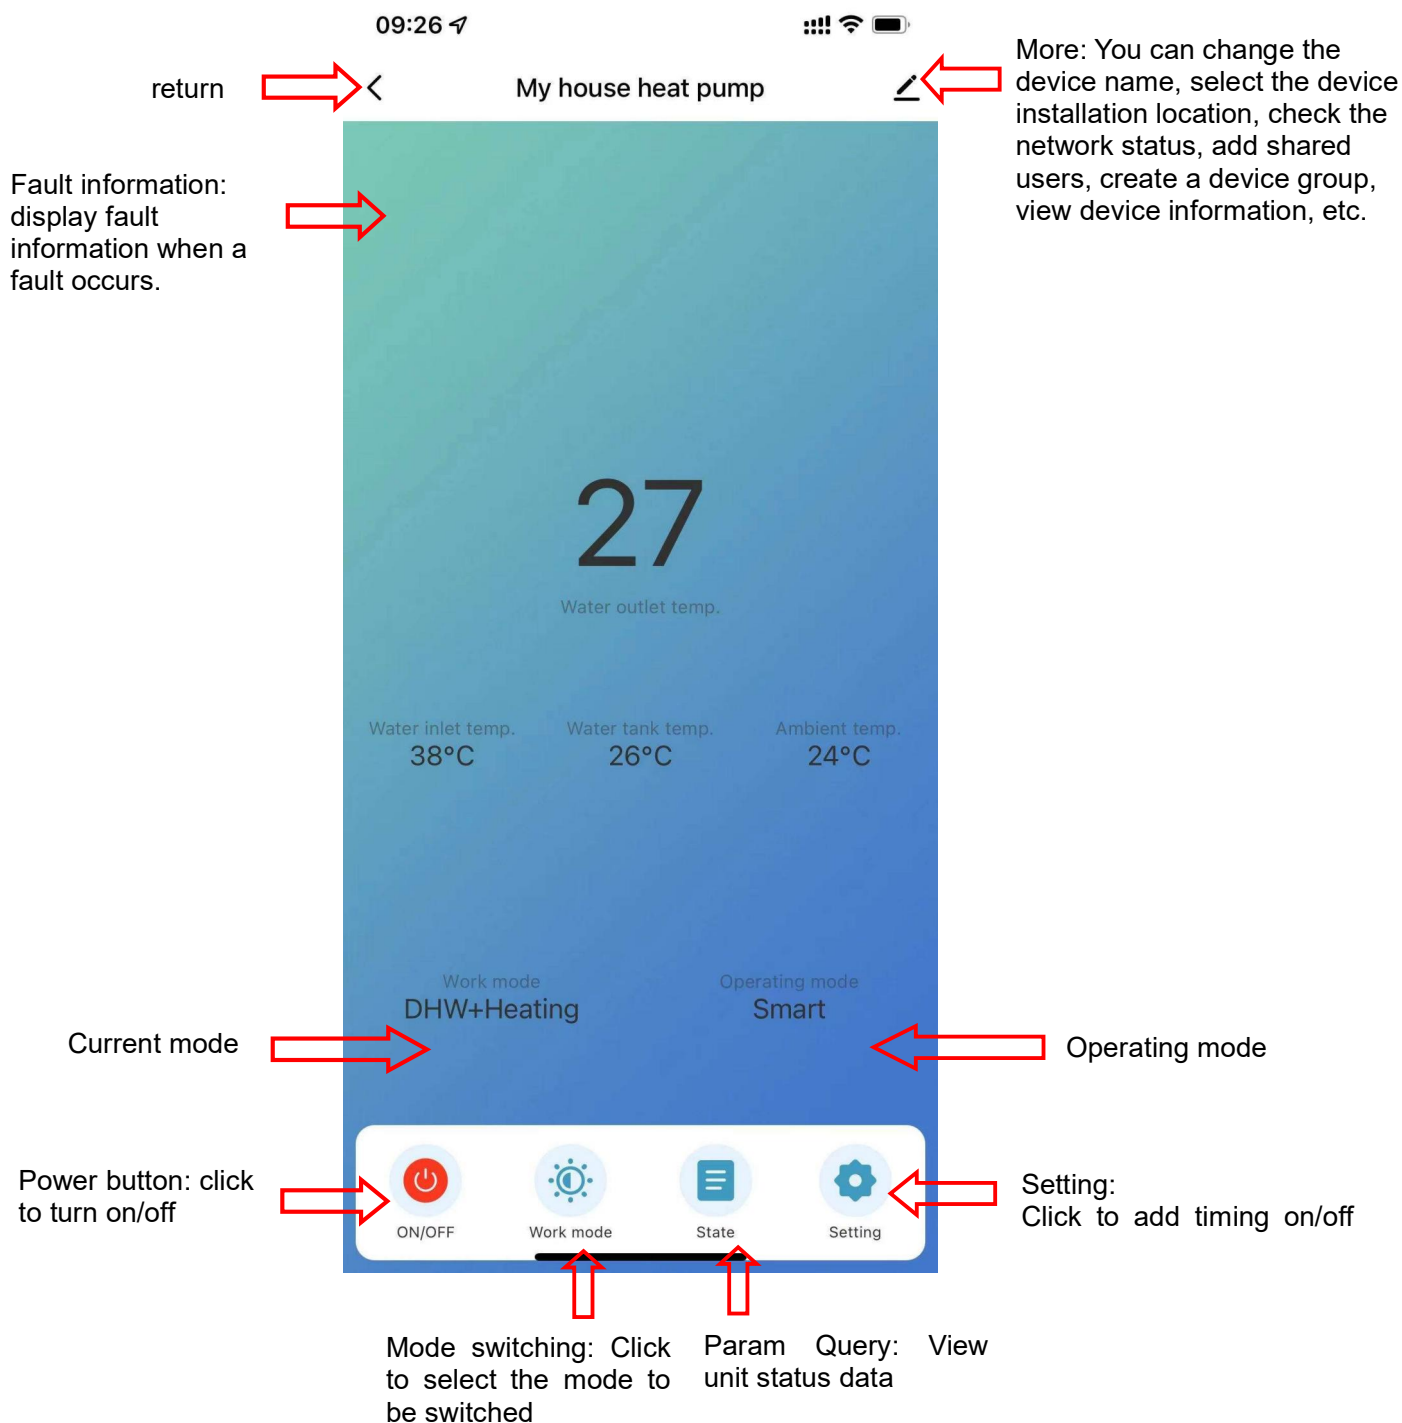 09:26
return
My house heat pump
More: You can change the
device name, select the device
installation location, check the
network status, add shared
users, create a device group,
view device information, etc.
Fault information:
display fault
information when a
fault occurs.
27
Water outlet temp.
Water inlet temp.
38°C
Water tank temp.
26°C
Ambient temp.
24°C
Work mode
DHW+Heating
Operating mode
Smart
Current mode
Operating mode
Power button: click
to turn on/off
ON/OFF
Work mode
State
Setting
Setting:
Click to add timing on/off
Mode switching: Click
to select the mode to
be switched
Param Query: View
unit status data